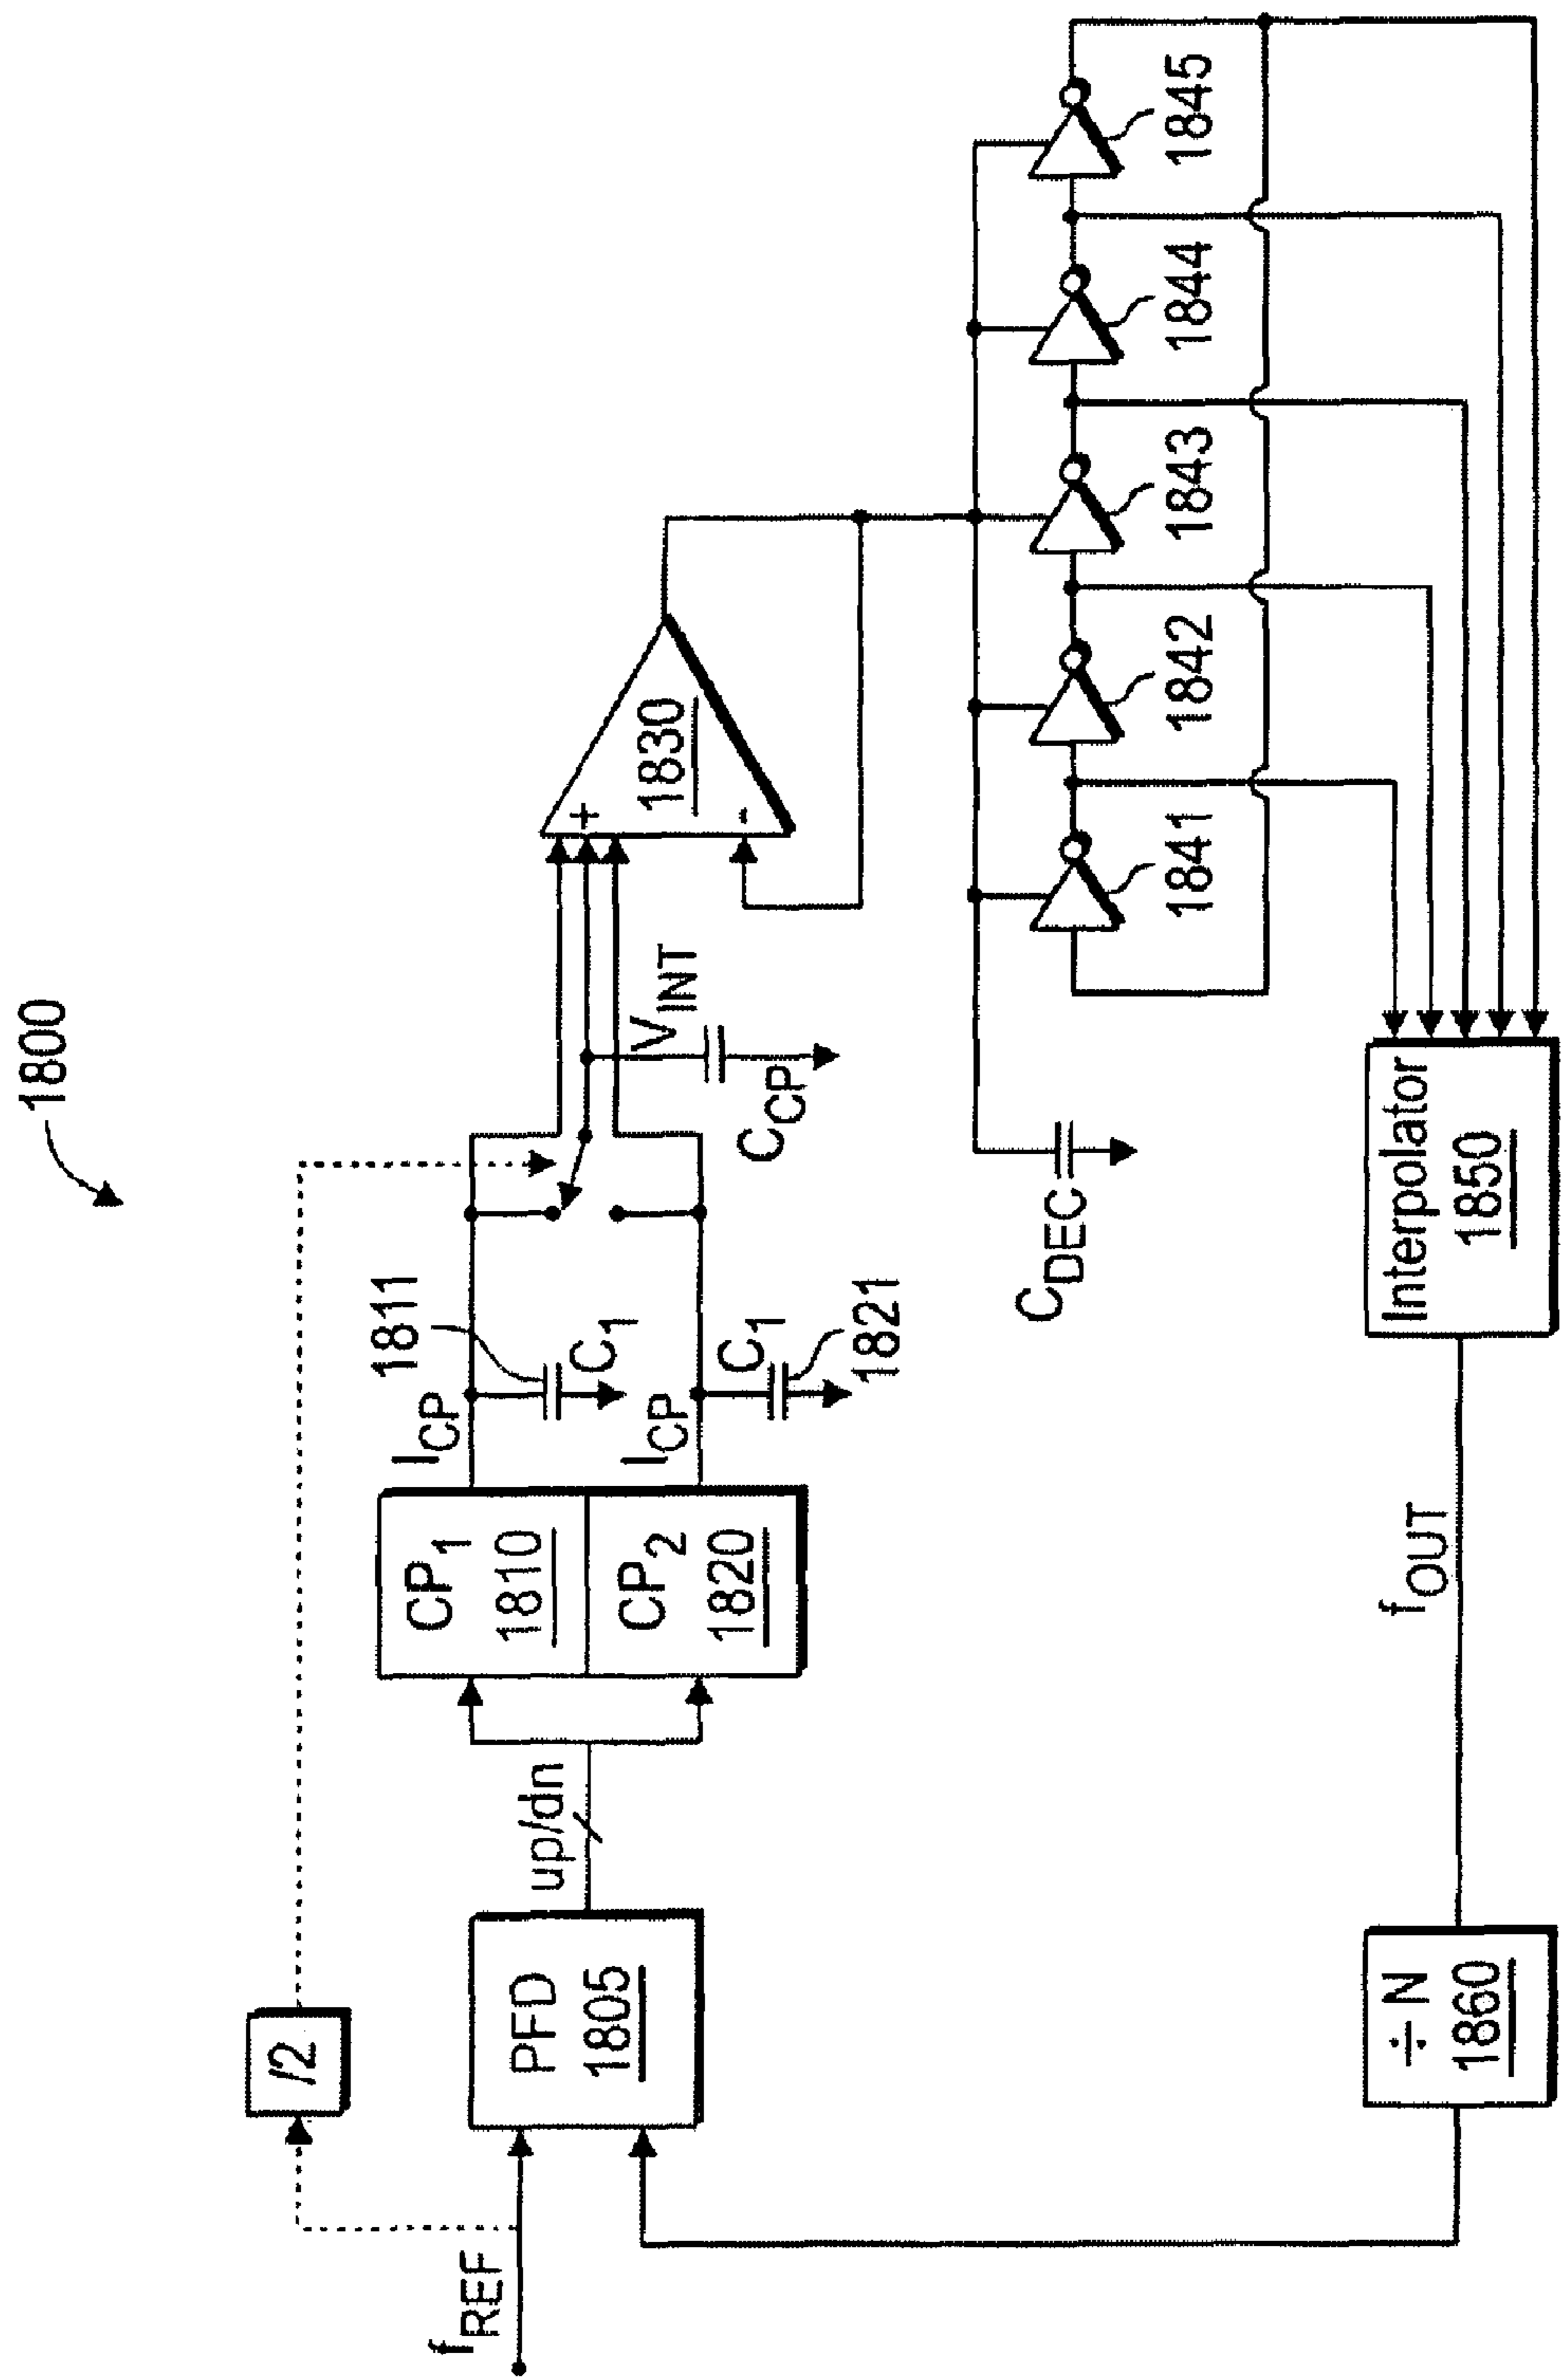 1800
/2
f_REF
PFD
1805
up/dn
CP_1
1810
CP_2
1820
I_CP
1811
C_1
I_CP
C_1
1821
V_INT
C_CP
+
-
1830
C_DEC
1841
1842
1843
1844
1845
Interpolator
1850
f_OUT
÷ N
1860